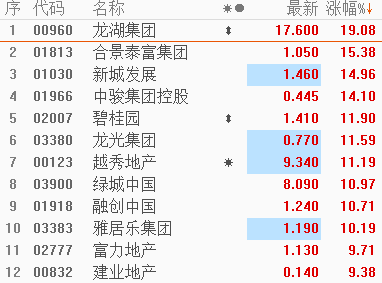 序 代码 名称 最新 涨幅%↓
1 00960 龙湖集团 17.600 19.08
2 01813 合景泰富集团 1.050 15.38
3 01030 新城发展 1.460 14.96
4 01966 中骏集团控股 0.445 14.10
5 02007 碧桂园 1.410 11.90
6 03380 龙光集团 0.770 11.59
7 00123 越秀地产 9.340 11.19
8 03900 绿城中国 8.090 10.97
9 01918 融创中国 1.240 10.71
10 03383 雅居乐集团 1.190 10.19
11 02777 富力地产 1.130 9.71
12 00832 建业地产 0.140 9.38